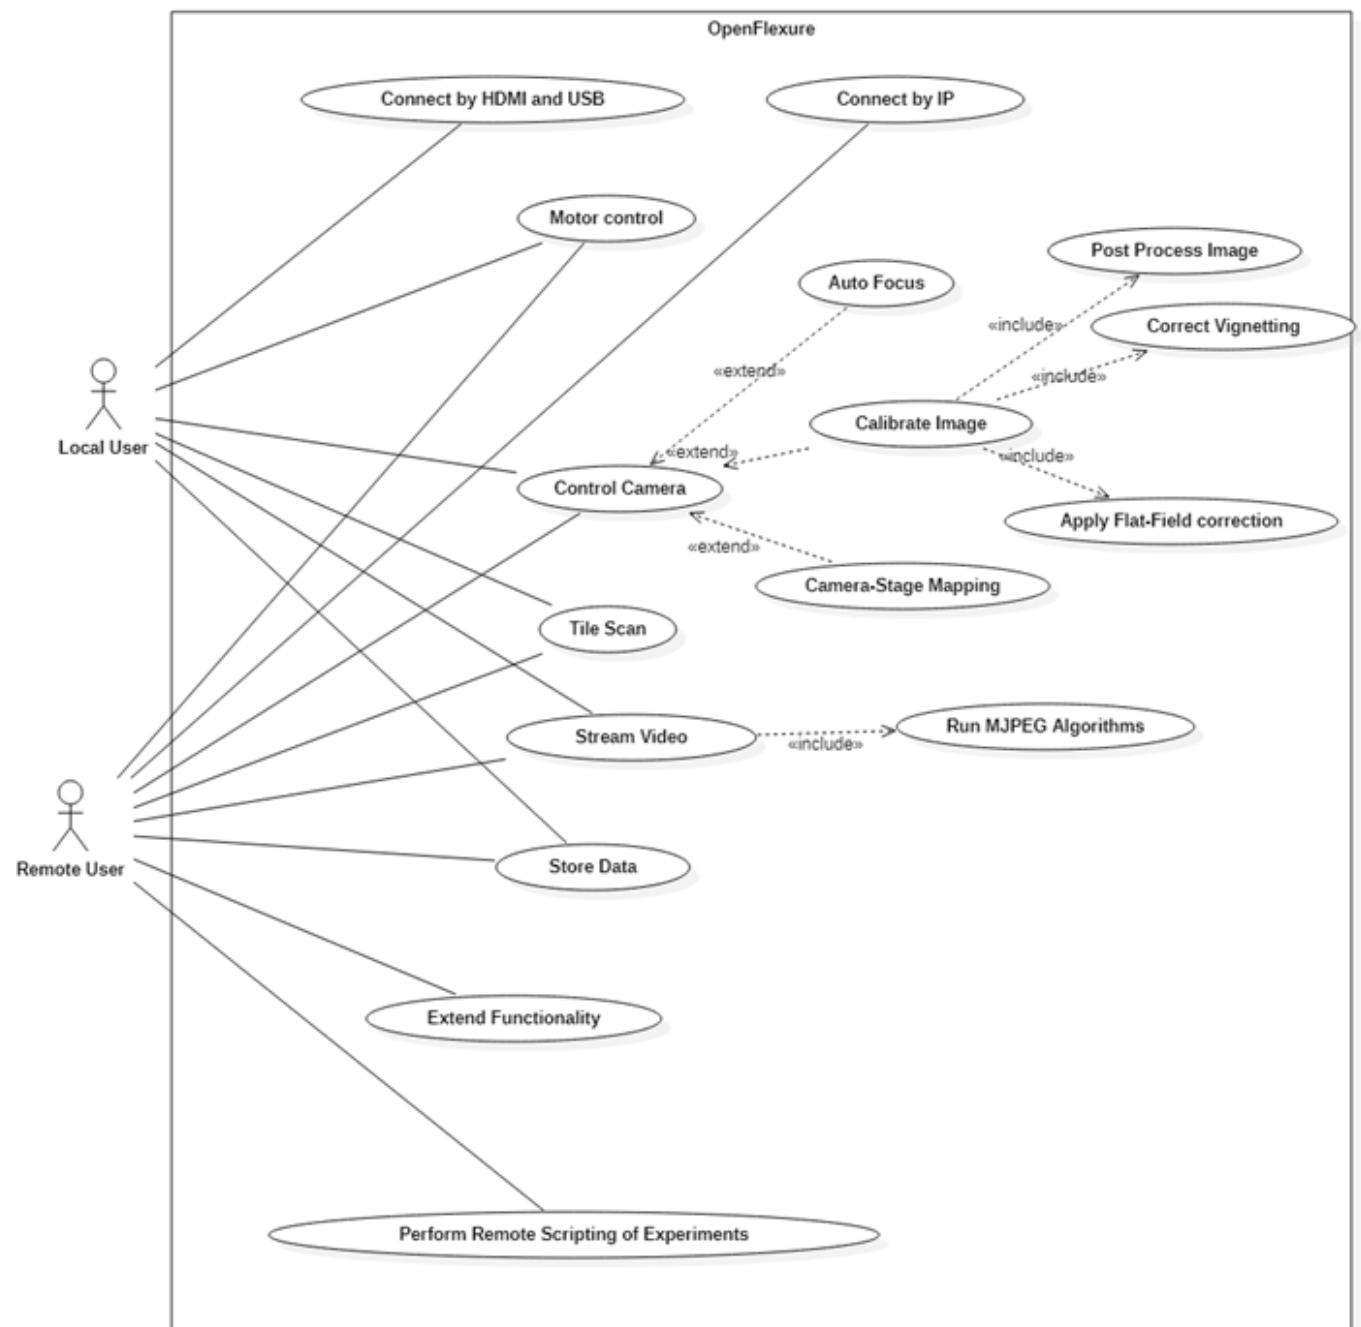 OpenFlexure
Connect by HDMI and USB
Connect by IP
Motor control
Post Process Image
Auto Focus
«include»
Correct Vignetting
«extend»
«include»
Calibrate Image
Local User
«extend»
«include»
Control Camera
Apply Flat-Field correction
«extend»
Camera-Stage Mapping
Tile Scan
Run MJPEG Algorithms
Stream Video
«include»
Store Data
Remote User
Extend Functionality
Perform Remote Scripting of Experiments